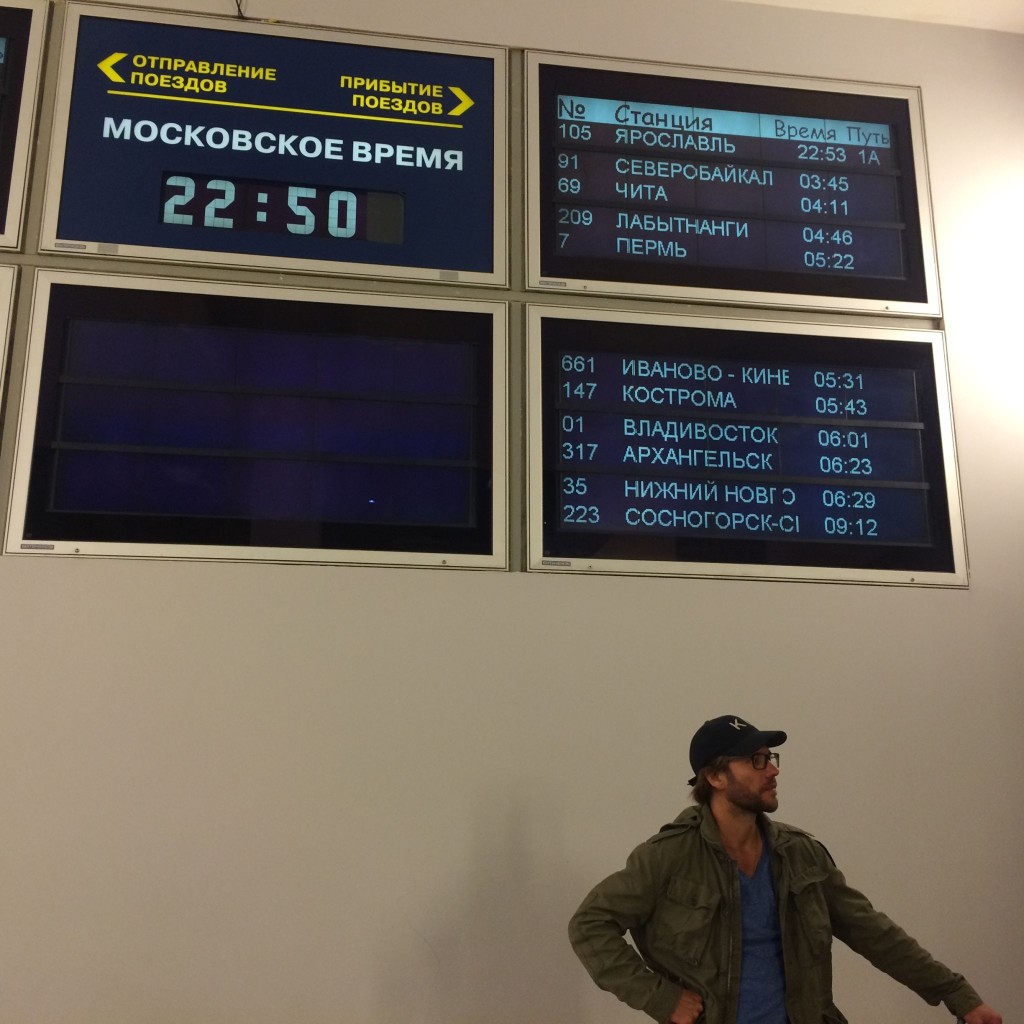 ОТПРАВЛЕНИЕ
ПОЕЗДОВ
ПРИБЫТИЕ
ПОЕЗДОВ
МОСКОВСКОЕ ВРЕМЯ
22:50
№ Станция Время Путь
105 ЯРОСЛАВЛЬ 22:53 1А
91 СЕВЕРОБАЙКАЛ 03:45
69 ЧИТА 04:11
209 ЛАБЫТНАНГИ 04:46
7 ПЕРМЬ 05:22
661 ИВАНОВО - КИНЕ 05:31
147 КОСТРОМА 05:43
01 ВЛАДИВОСТОК 06:01
317 АРХАНГЕЛЬСК 06:23
35 НИЖНИЙ НОВГО 06:29
223 СОСНОГОРСК-СІ 09:12